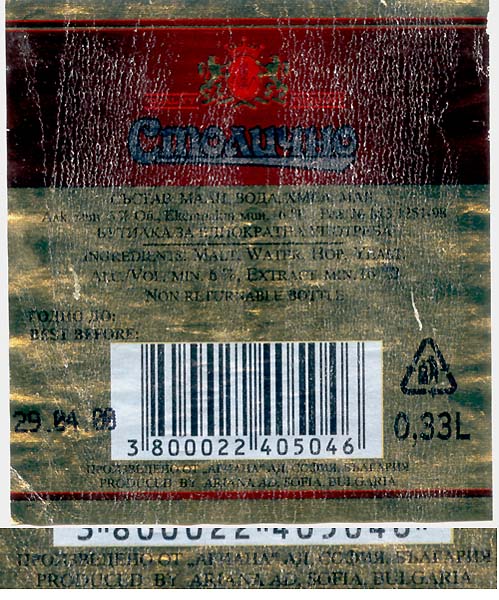 Столично
СЪСТАВ: МАЛЦ, ВОДА, ХМЕЛ, МАЯ
БУТИЛКА ЗА ЕДНОКРАТНА УПОТРЕБА
INGREDIENTS: MALT, WATER, HOP, YEAST,
ALC./VOL. MIN. 6 %, EXTRACT MIN.
NON RETURNABLE BOTTLE
ГОДНО ДО:
BEST BEFORE:
29.04
0,33L
3 800022 405046
ПРОИЗВЕДЕНО ОТ „АРИАНА" АД, СОФИЯ, БЪЛГАРИЯ
PRODUCED BY ARIANA AD, SOFIA, BULGARIA
3 800022 405046
ПРОИЗВЕДЕНО ОТ „АРИАНА" АД, СОФИЯ, БЪЛГАРИЯ
PRODUCED BY ARIANA AD, SOFIA, BULGARIA